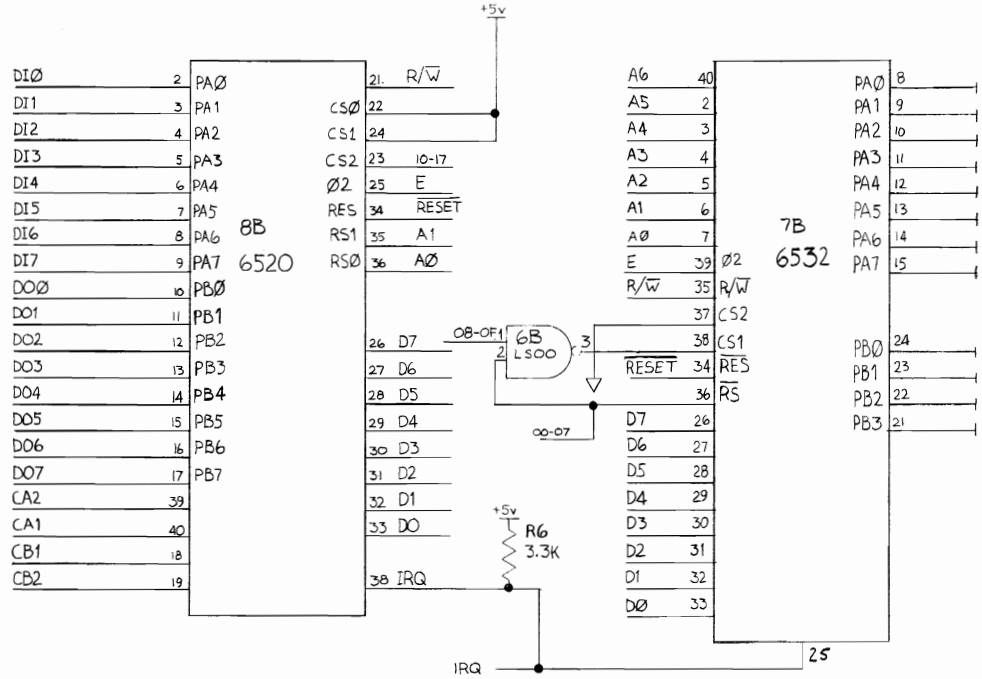 +5v
DIØ 2 PAØ
DI1 3 PA1
DI2 4 PA2
DI3 5 PA3
DI4 6 PA4
DI5 7 PA5
DI6 8 PA6
DI7 9 PA7
DOØ 10 PBØ
DO1 11 PB1
DO2 12 PB2
DO3 13 PB3
DO4 14 PB4
DO5 15 PB5
DO6 16 PB6
DO7 17 PB7
CA2 39
CA1 40
CB1 18
CB2 19
8B
6520
21. R/W̅
CSØ 22
CS1 24
CS2 23 10-17
Ø2 25 E
RES 34 R̅E̅S̅E̅T̅
RS1 35 A1
RSØ 36 AØ
26 D7
27 D6
28 D5
29 D4
30 D3
31 D2
32 D1
33 DO
38 IRQ
08-0F 1
2
6B
LS00
3
00-07
+5v
R6
3.3K
IRQ
A6 40
A5 2
A4 3
A3 4
A2 5
A1 6
AØ 7
E 39 Ø2
R/W̅ 35 R/W̅
37 CS2
38 CS1
R̅E̅S̅E̅T̅ 34 R̅E̅S̅
36 R̅S̅
D7 26
D6 27
D5 28
D4 29
D3 30
D2 31
D1 32
DØ 33
7B
6532
PAØ 8
PA1 9
PA2 10
PA3 11
PA4 12
PA5 13
PA6 14
PA7 15
PBØ 24
PB1 23
PB2 22
PB3 21
25